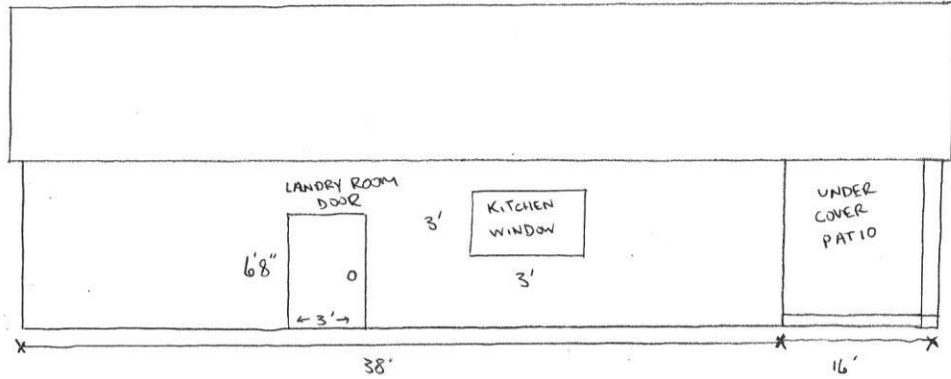 LANDRY ROOM
DOOR
KITCHEN
WINDOW
UNDER
COVER
PATIO
3'
6'8"
3'
← 3' →
38'
16'